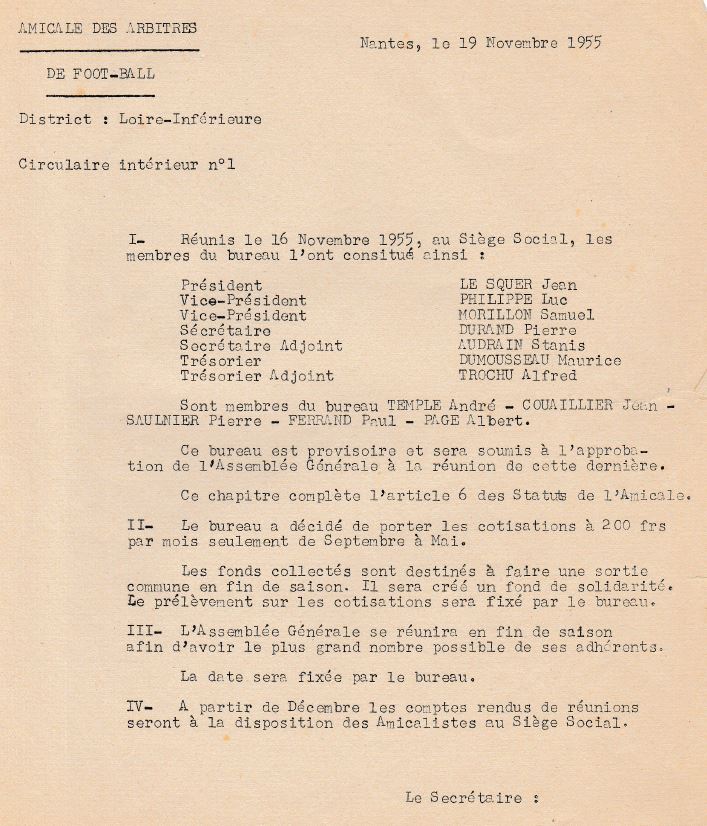 AMICALE DES ARBITRES
Nantes, le 19 Novembre 1955
DE FOOT-BALL
District : Loire-Inférieure
Circulaire intérieur n°1
I- Réunis le 16 Novembre 1955, au Siège Social, les
membres du bureau l'ont consitué ainsi :
Président LE SQUER Jean
Vice-Président PHILIPPE Luc
Vice-Président MORILLON Samuel
Sécrétaire DURAND Pierre
Secrétaire Adjoint AUDRAIN Stanis
Trésorier DUMOUSSEAU Maurice
Trésorier Adjoint TROCHU Alfred
Sont membres du bureau TEMPLE André - COUAILLIER Jean -
SAULNIER Pierre - FERRAND Paul - PAGE Albert.
Ce bureau est provisoire et sera soumis à l'approba-
tion de l'Assemblée Générale à la réunion de cette dernière.
Ce chapitre complète l'article 6 des Statuts de l'Amicale.
II- Le bureau a décidé de porter les cotisations à 200 frs
par mois seulement de Septembre à Mai.
Les fonds collectés sont destinés à faire une sortie
commune en fin de saison. Il sera créé un fond de solidarité.
Le prélèvement sur les cotisations sera fixé par le bureau.
III- L'Assemblée Générale se réunira en fin de saison
afin d'avoir le plus grand nombre possible de ses adhérents.
La date sera fixée par le bureau.
IV- A partir de Décembre les comptes rendus de réunions
seront à la disposition des Amicalistes au Siège Social.
Le Secrétaire :